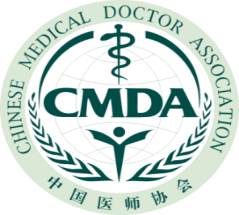 CHINESE MEDICAL DOCTOR ASSOCIATION
CMDA
中国医师协会